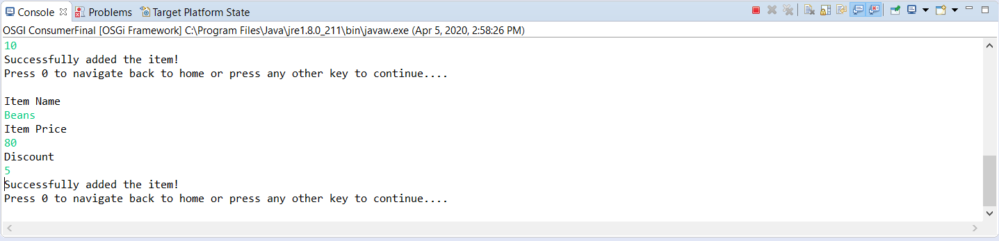 Console Problems Target Platform State
OSGI ConsumerFinal [OSGi Framework] C:\Program Files\Java\jre1.8.0_211\bin\javaw.exe (Apr 5, 2020, 2:58:26 PM)
10
Successfully added the item!
Press 0 to navigate back to home or press any other key to continue....
Item Name
Beans
Item Price
80
Discount
5
Successfully added the item!
Press 0 to navigate back to home or press any other key to continue....